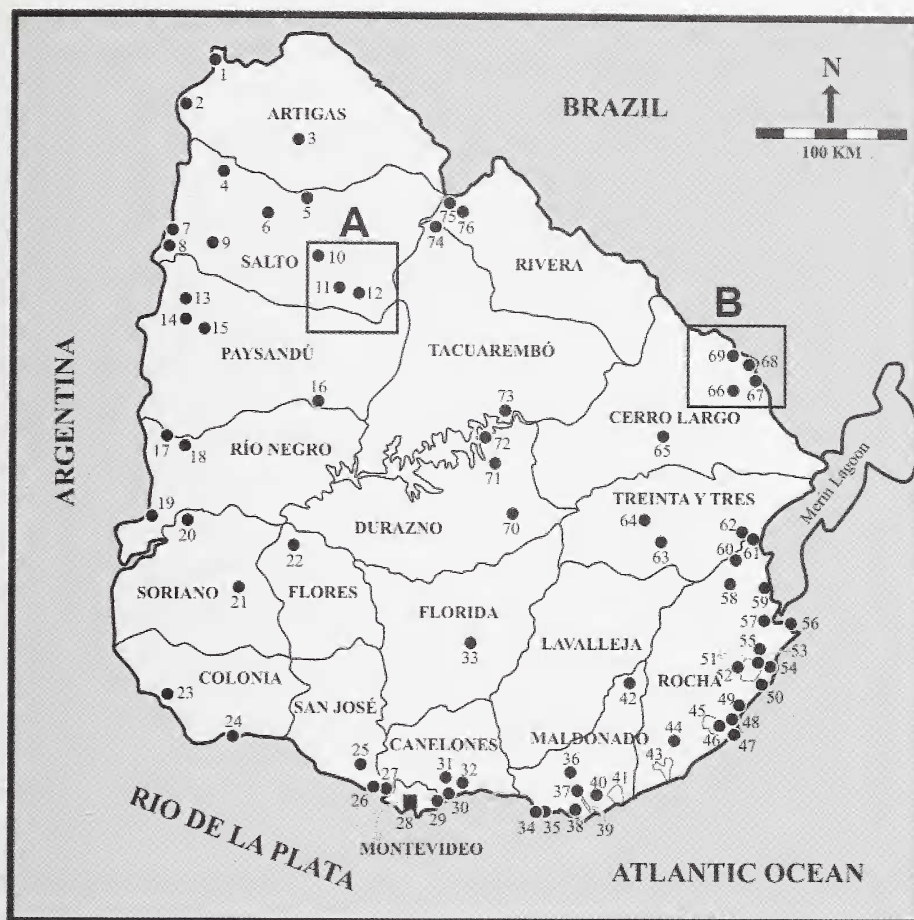 1
N
2
BRAZIL
ARTIGAS
3
100 KM
4
5
75
76
6
A
74
7
8
9
SALTO
10
RIVERA
11
12
13
B
14
15
PAYSANDÚ
TACUAREMBÓ
69
68
66
67
ARGENTINA
16
73
CERRO LARGO
17
18
RÍO NEGRO
72
65
71
Merin Lagoon
19
20
DURAZNO
70
TREINTA Y TRES
64
62
63
61
22
60
SORIANO
21
FLORES
FLORIDA
58
59
LAVALLEJA
57
56
33
55
53
51
52
54
COLONIA
ROCHA
50
23
SAN JOSÉ
42
49
45
48
24
CANELONES
MALDONADO
44
46
47
25
31
32
36
43
26
27
30
37
40
41
28
29
34
35
38
39
MONTEVIDEO
RIO DE LA PLATA
ATLANTIC OCEAN